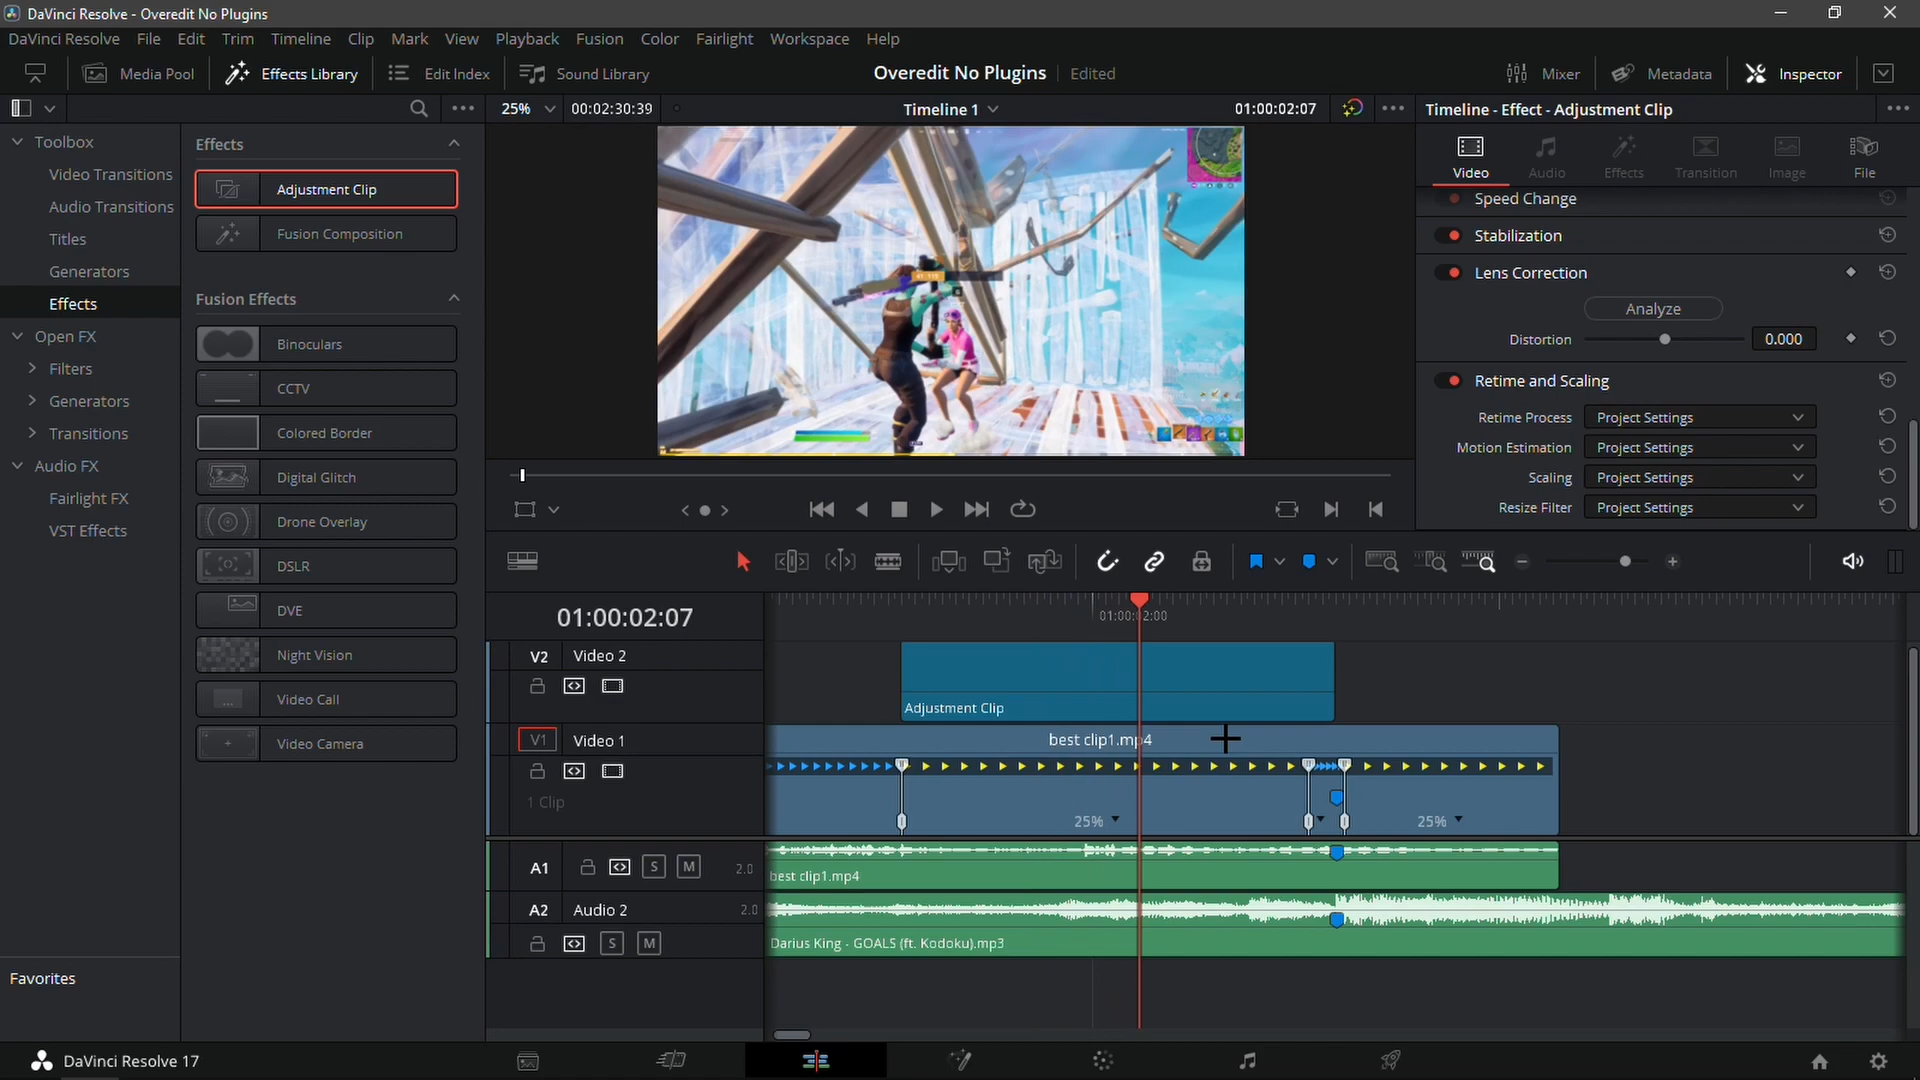 DaVinci Resolve - Overedit No Plugins
DaVinci Resolve File Edit Trim Timeline Clip Mark View Playback Fusion Color Fairlight Workspace Help
Media Pool Effects Library Edit Index Sound Library Overedit No Plugins Edited Mixer Metadata Inspector
25% 00:02:30:39 Timeline 1 01:00:02:07 Timeline - Effect - Adjustment Clip
Toolbox
Video Transitions
Audio Transitions
Titles
Generators
Effects
Open FX
Filters
Generators
Transitions
Audio FX
Fairlight FX
VST Effects
Favorites
Effects
Adjustment Clip
Fusion Composition
Fusion Effects
Binoculars
CCTV
Colored Border
Digital Glitch
Drone Overlay
DSLR
DVE
Night Vision
Video Call
Video Camera
Video Audio Effects Transition Image File
Speed Change
Stabilization
Lens Correction
Analyze
Distortion 0.000
Retime and Scaling
Retime Process Project Settings
Motion Estimation Project Settings
Scaling Project Settings
Resize Filter Project Settings
01:00:02:07
01:00:02:00
V2 Video 2
Adjustment Clip
V1 Video 1
best clip1.mp4
1 Clip
25%
25%
A1 S M 2.0
best clip1.mp4
A2 Audio 2 2.0
S M
Darius King - GOALS (ft. Kodoku).mp3
DaVinci Resolve 17